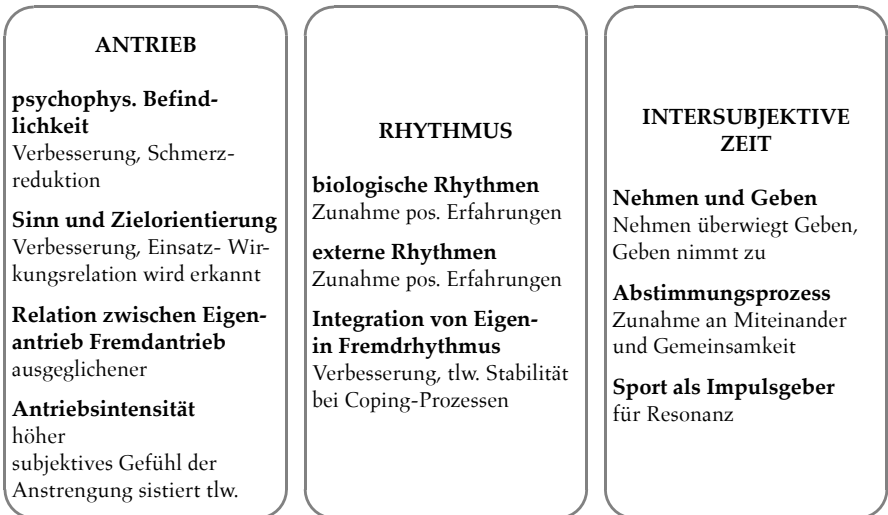 ANTRIEB
psychophys. Befind-
lichkeit
Verbesserung, Schmerz-
reduktion
Sinn und Zielorientierung
Verbesserung, Einsatz- Wir-
kungsrelation wird erkannt
Relation zwischen Eigen-
antrieb Fremdantrieb
ausgeglichener
Antriebsintensität
höher
subjektives Gefühl der
Anstrengung sistiert tlw.
RHYTHMUS
biologische Rhythmen
Zunahme pos. Erfahrungen
externe Rhythmen
Zunahme pos. Erfahrungen
Integration von Eigen-
in Fremdrhythmus
Verbesserung, tlw. Stabilität
bei Coping-Prozessen
INTERSUBJEKTIVE
ZEIT
Nehmen und Geben
Nehmen überwiegt Geben,
Geben nimmt zu
Abstimmungsprozess
Zunahme an Miteinander
und Gemeinsamkeit
Sport als Impulsgeber
für Resonanz